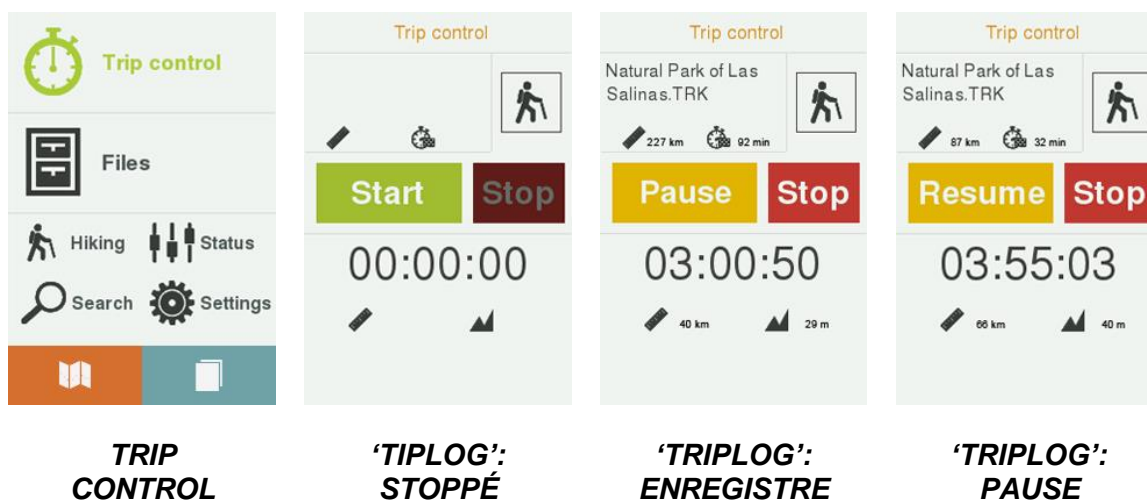 Trip control
Files
Hiking
Status
Search
Settings
Trip control
Start
Stop
00:00:00
Trip control
Natural Park of Las
Salinas.TRK
227 km
92 min
Pause
Stop
03:00:50
40 km
29 m
Trip control
Natural Park of Las
Salinas.TRK
87 km
32 min
Resume
Stop
03:55:03
66 km
40 m
TRIP
CONTROL
‘TIPLOG’:
STOPPÉ
‘TRIPLOG’:
ENREGISTRE
‘TRIPLOG’:
PAUSE